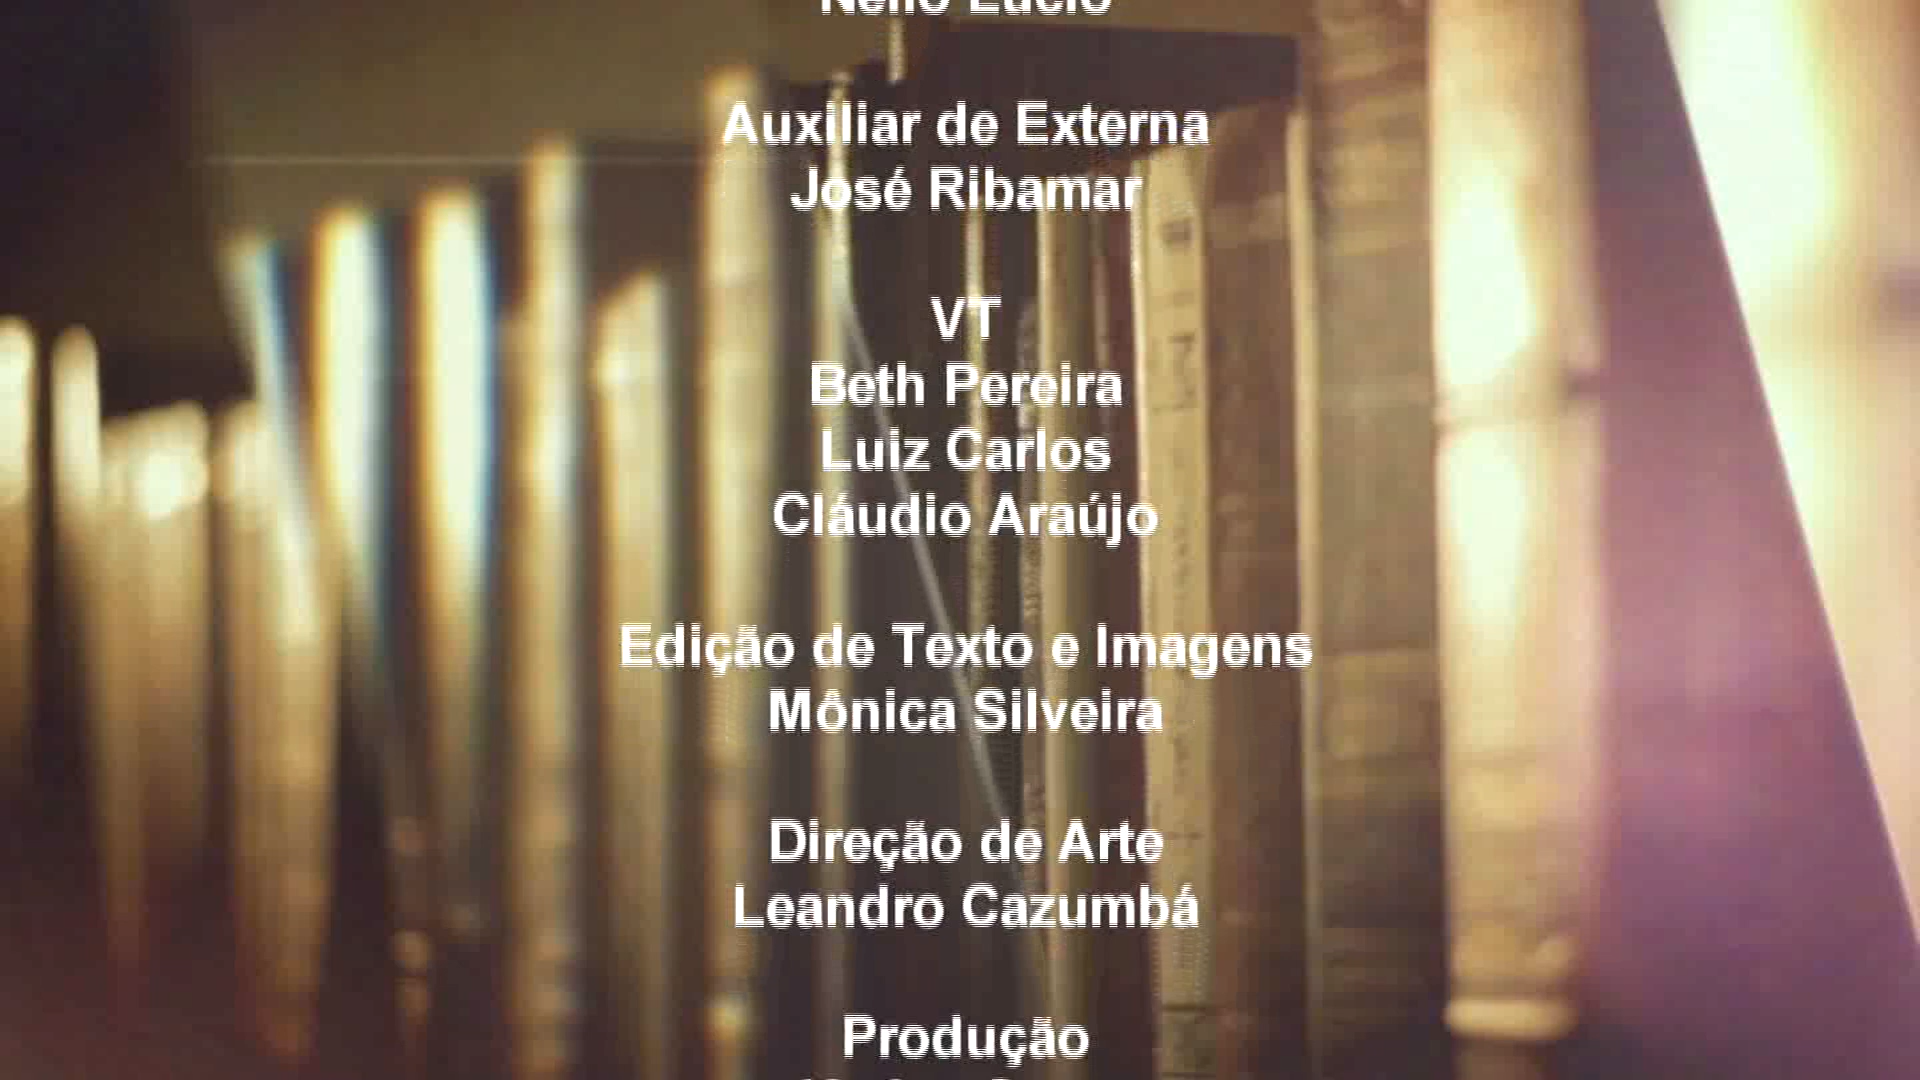 Auxiliar de Externa
José Ribamar
VT
Beth Pereira
Luiz Carlos
Cláudio Araújo
Edição de Texto e Imagens
Mônica Silveira
Direção de Arte
Leandro Cazumbá
Produção